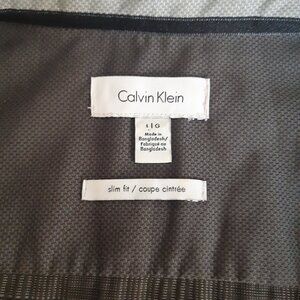 Calvin Klein
L|G
Made in
Bangladesh/
Fabriqué au
Bangladesh
slim fit / coupe cintrée